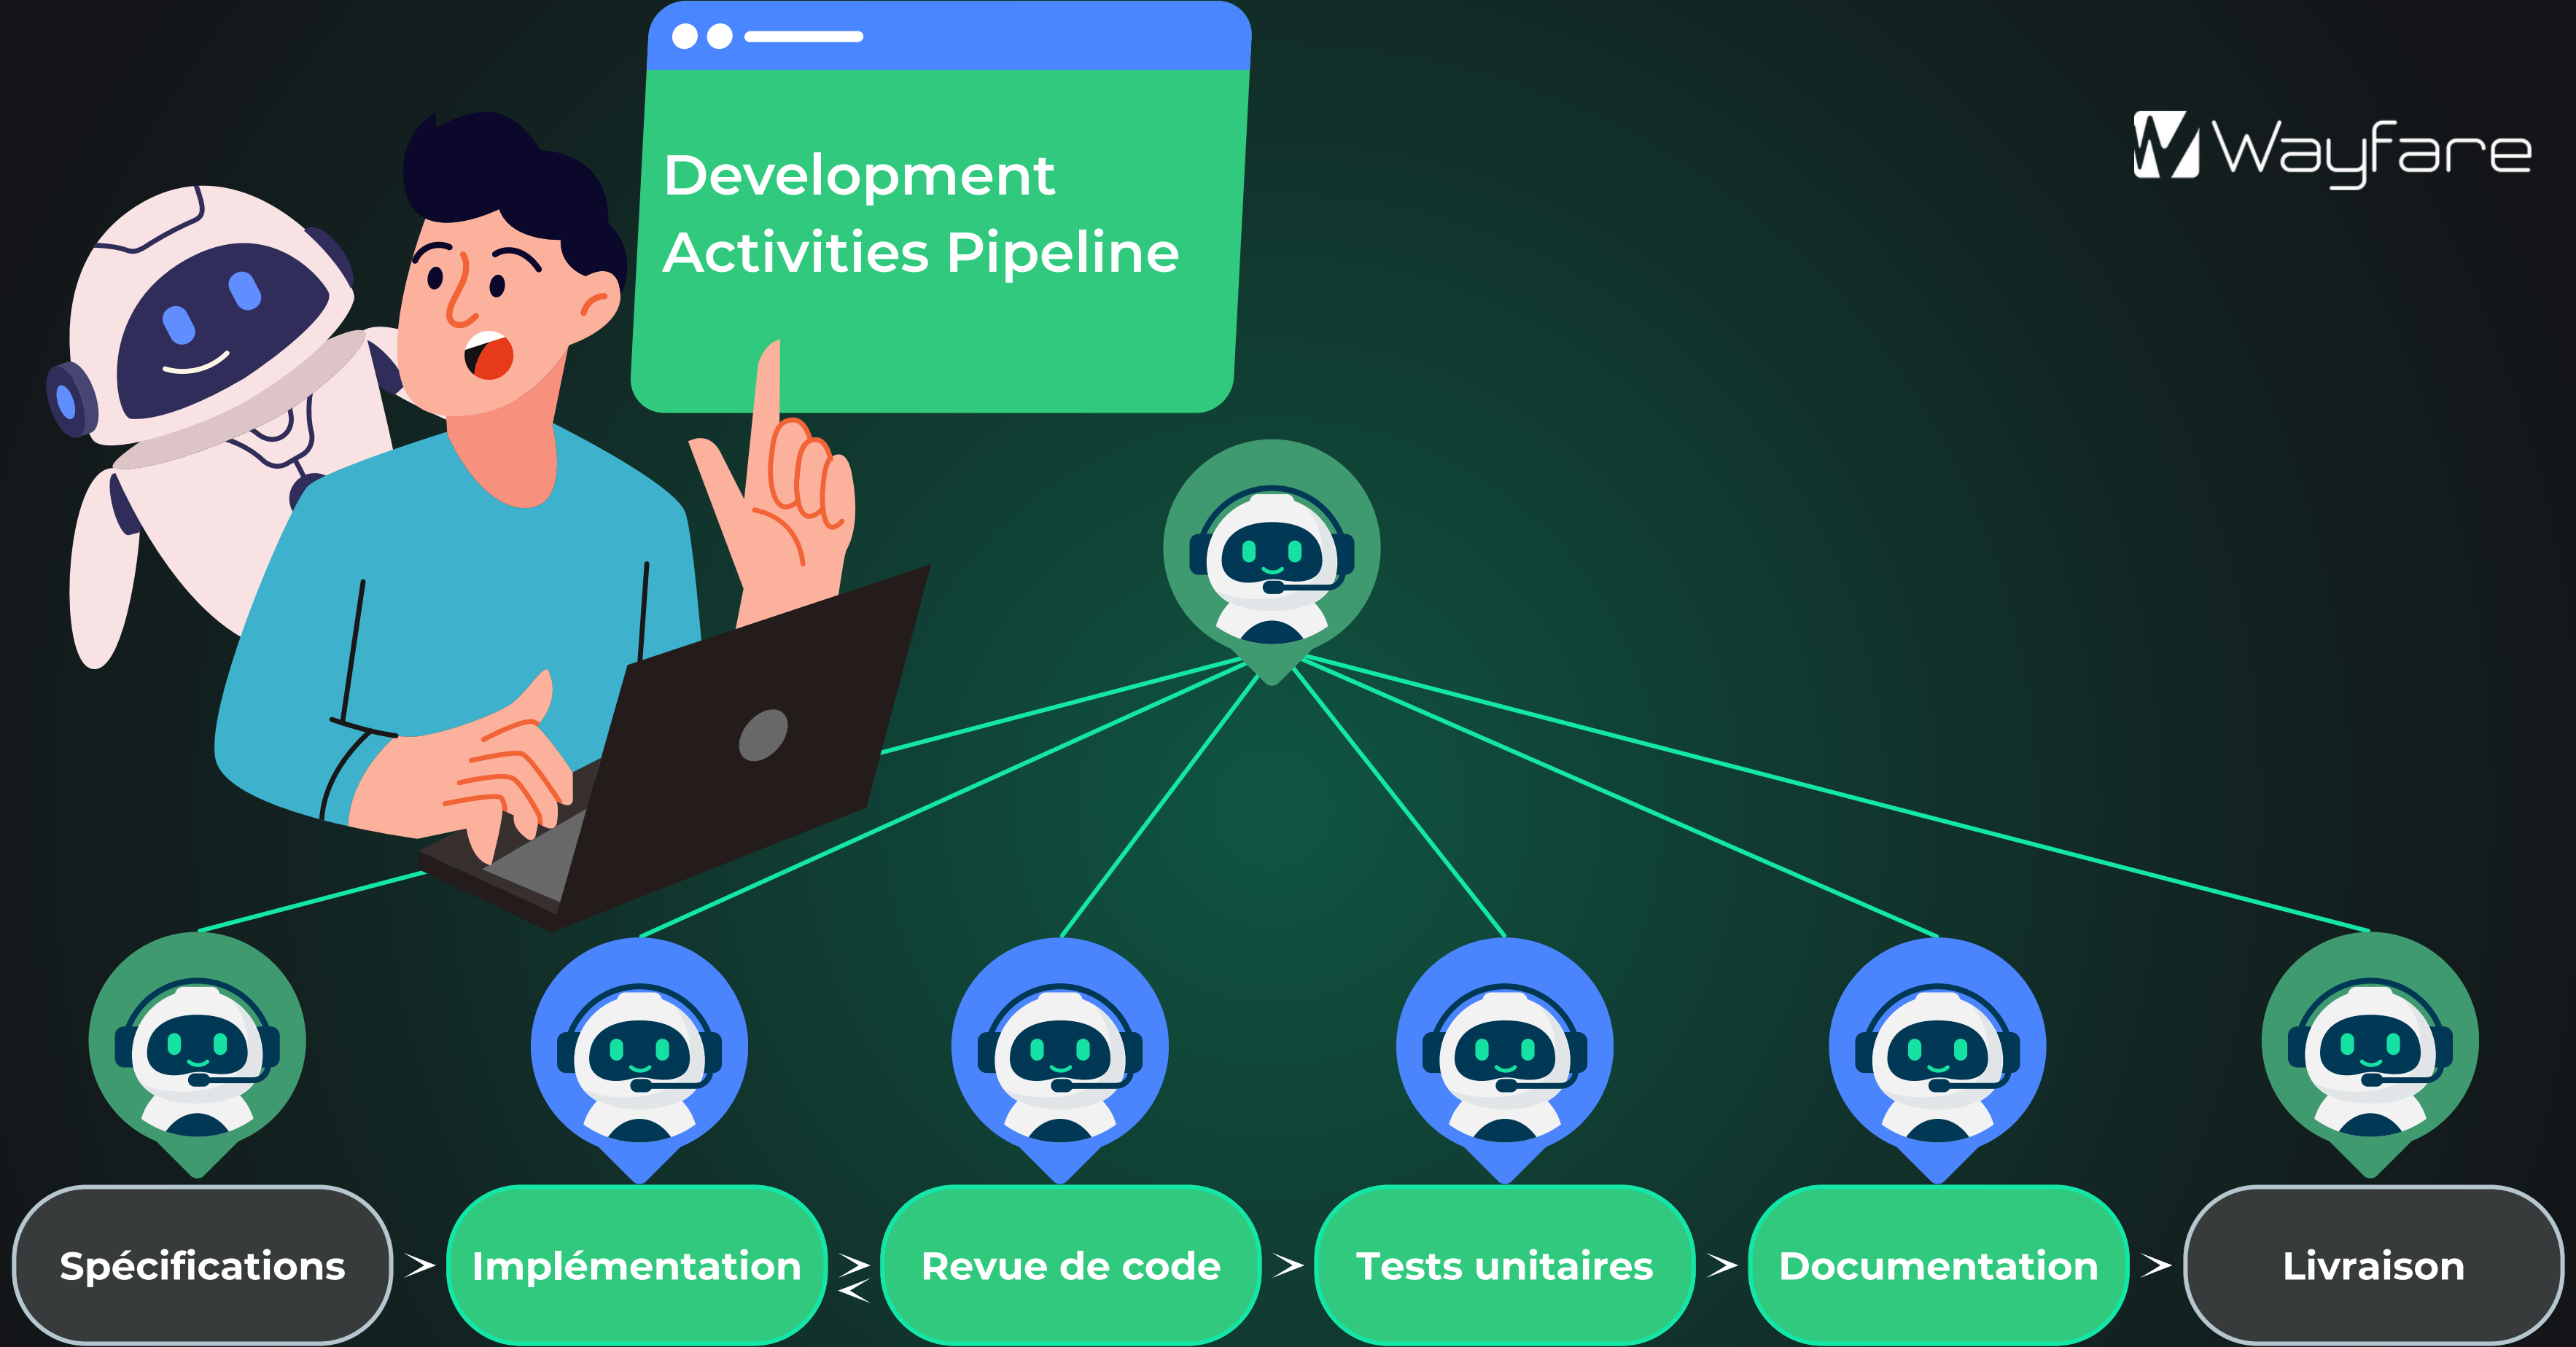 Development
Activities Pipeline
Wayfare
Spécifications
Implémentation
Revue de code
Tests unitaires
Documentation
Livraison